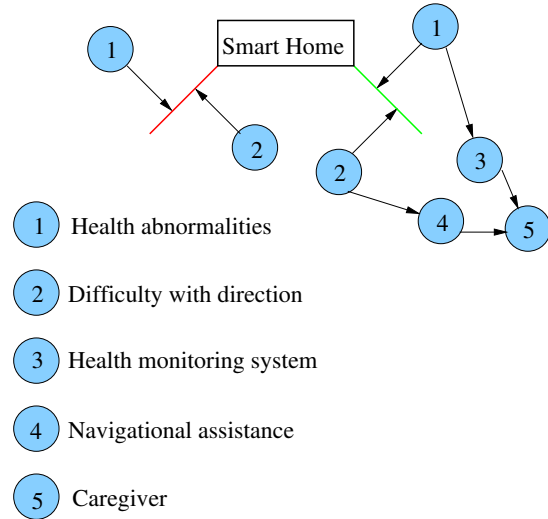 1
Smart Home
1
2
2
3
4
5
1 Health abnormalities
2 Difficulty with direction
3 Health monitoring system
4 Navigational assistance
5 Caregiver